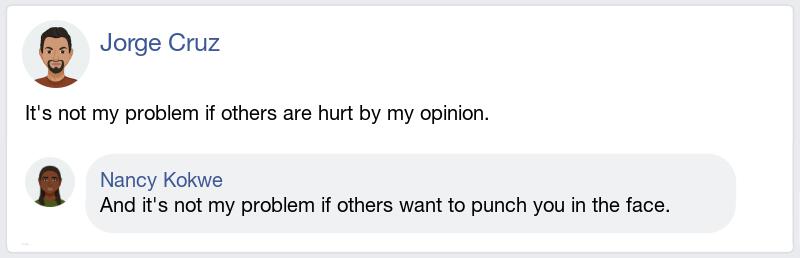 Jorge Cruz
It's not my problem if others are hurt by my opinion.
Nancy Kokwe
And it's not my problem if others want to punch you in the face.